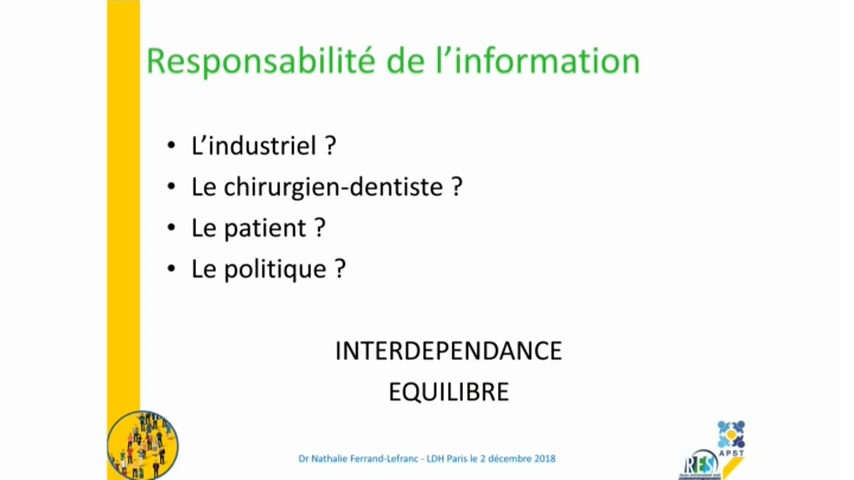 Responsabilité de l'information
• L'industriel ?
• Le chirurgien-dentiste ?
• Le patient ?
• Le politique ?
INTERDEPENDANCE
EQUILIBRE
Dr Nathalie Ferrand-Lefranc - LDH Paris le 2 décembre 2018
APST
RES